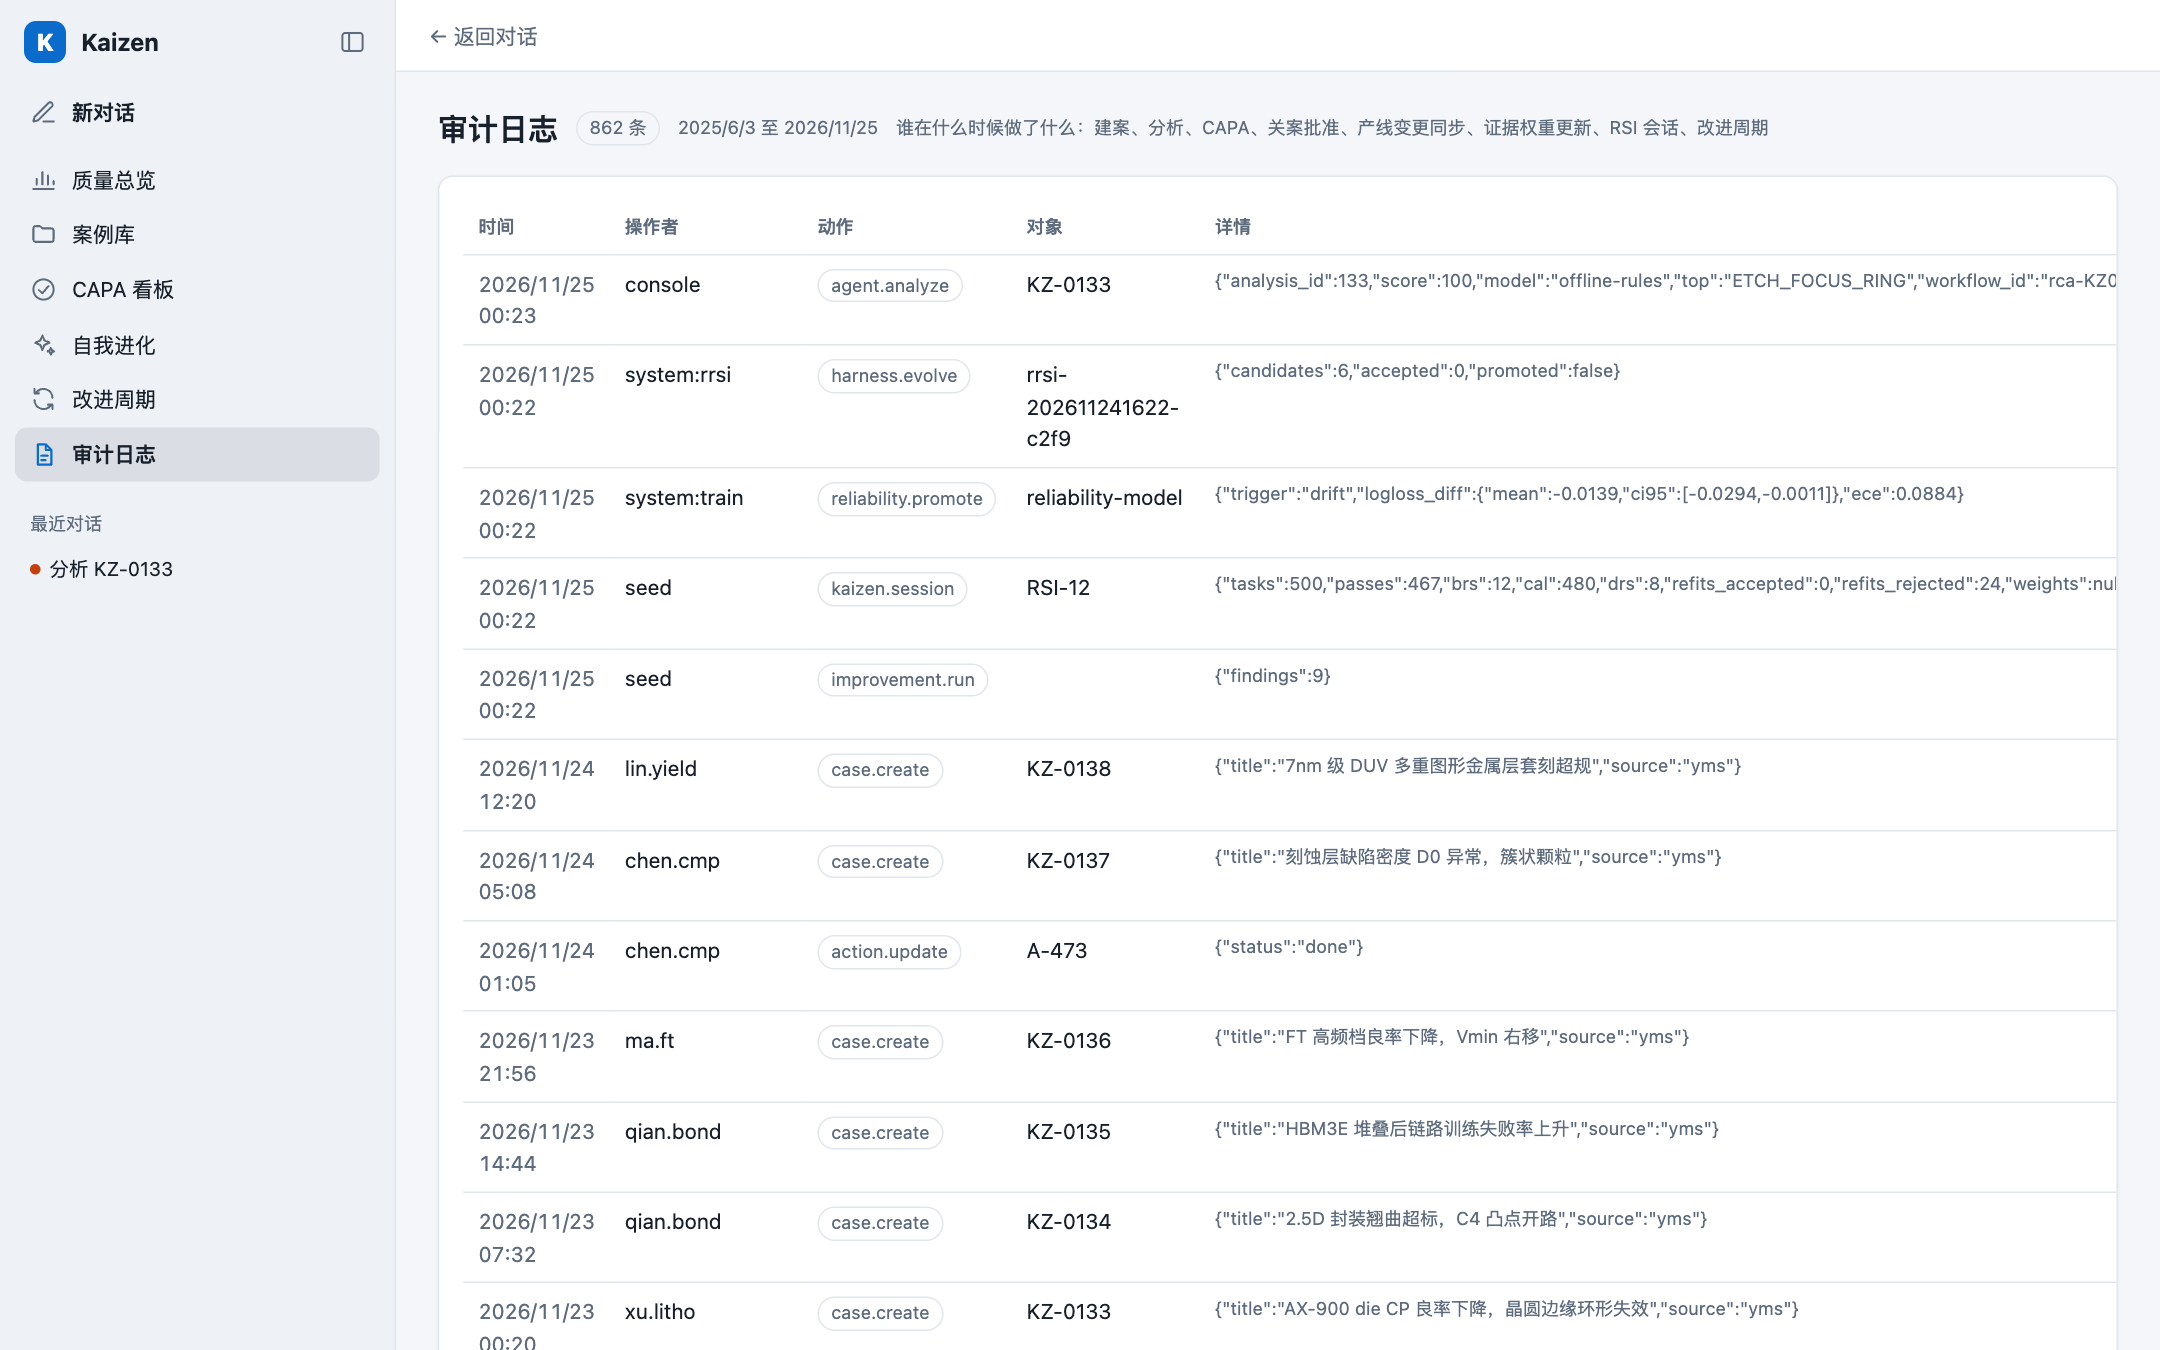 K Kaizen
新对话
质量总览
案例库
CAPA 看板
自我进化
改进周期
审计日志
最近对话
分析 KZ-0133
← 返回对话
审计日志 862 条 2025/6/3 至 2026/11/25 谁在什么时候做了什么：建案、分析、CAPA、关案批准、产线变更同步、证据权重更新、RSI 会话、改进周期
时间 操作者 动作 对象 详情
2026/11/25 console agent.analyze KZ-0133 {"analysis_id":133,"score":100,"model":"offline-rules","top":"ETCH_FOCUS_RING","workflow_id":"rca-KZ0
00:23
2026/11/25 system:rrsi harness.evolve rrsi- {"candidates":6,"accepted":0,"promoted":false}
00:22 202611241622-
c2f9
2026/11/25 system:train reliability.promote reliability-model {"trigger":"drift","logloss_diff":{"mean":-0.0139,"ci95":[-0.0294,-0.0011]},"ece":0.0884}
00:22
2026/11/25 seed kaizen.session RSI-12 {"tasks":500,"passes":467,"brs":12,"cal":480,"drs":8,"refits_accepted":0,"refits_rejected":24,"weights":nul
00:22
2026/11/25 seed improvement.run {"findings":9}
00:22
2026/11/24 lin.yield case.create KZ-0138 {"title":"7nm 级 DUV 多重图形金属层套刻超规","source":"yms"}
12:20
2026/11/24 chen.cmp case.create KZ-0137 {"title":"刻蚀层缺陷密度 D0 异常，簇状颗粒","source":"yms"}
05:08
2026/11/24 chen.cmp action.update A-473 {"status":"done"}
01:05
2026/11/23 ma.ft case.create KZ-0136 {"title":"FT 高频档良率下降，Vmin 右移","source":"yms"}
21:56
2026/11/23 qian.bond case.create KZ-0135 {"title":"HBM3E 堆叠后链路训练失败率上升","source":"yms"}
14:44
2026/11/23 qian.bond case.create KZ-0134 {"title":"2.5D 封装翘曲超标，C4 凸点开路","source":"yms"}
07:32
2026/11/23 xu.litho case.create KZ-0133 {"title":"AX-900 die CP 良率下降，晶圆边缘环形失效","source":"yms"}
00:20